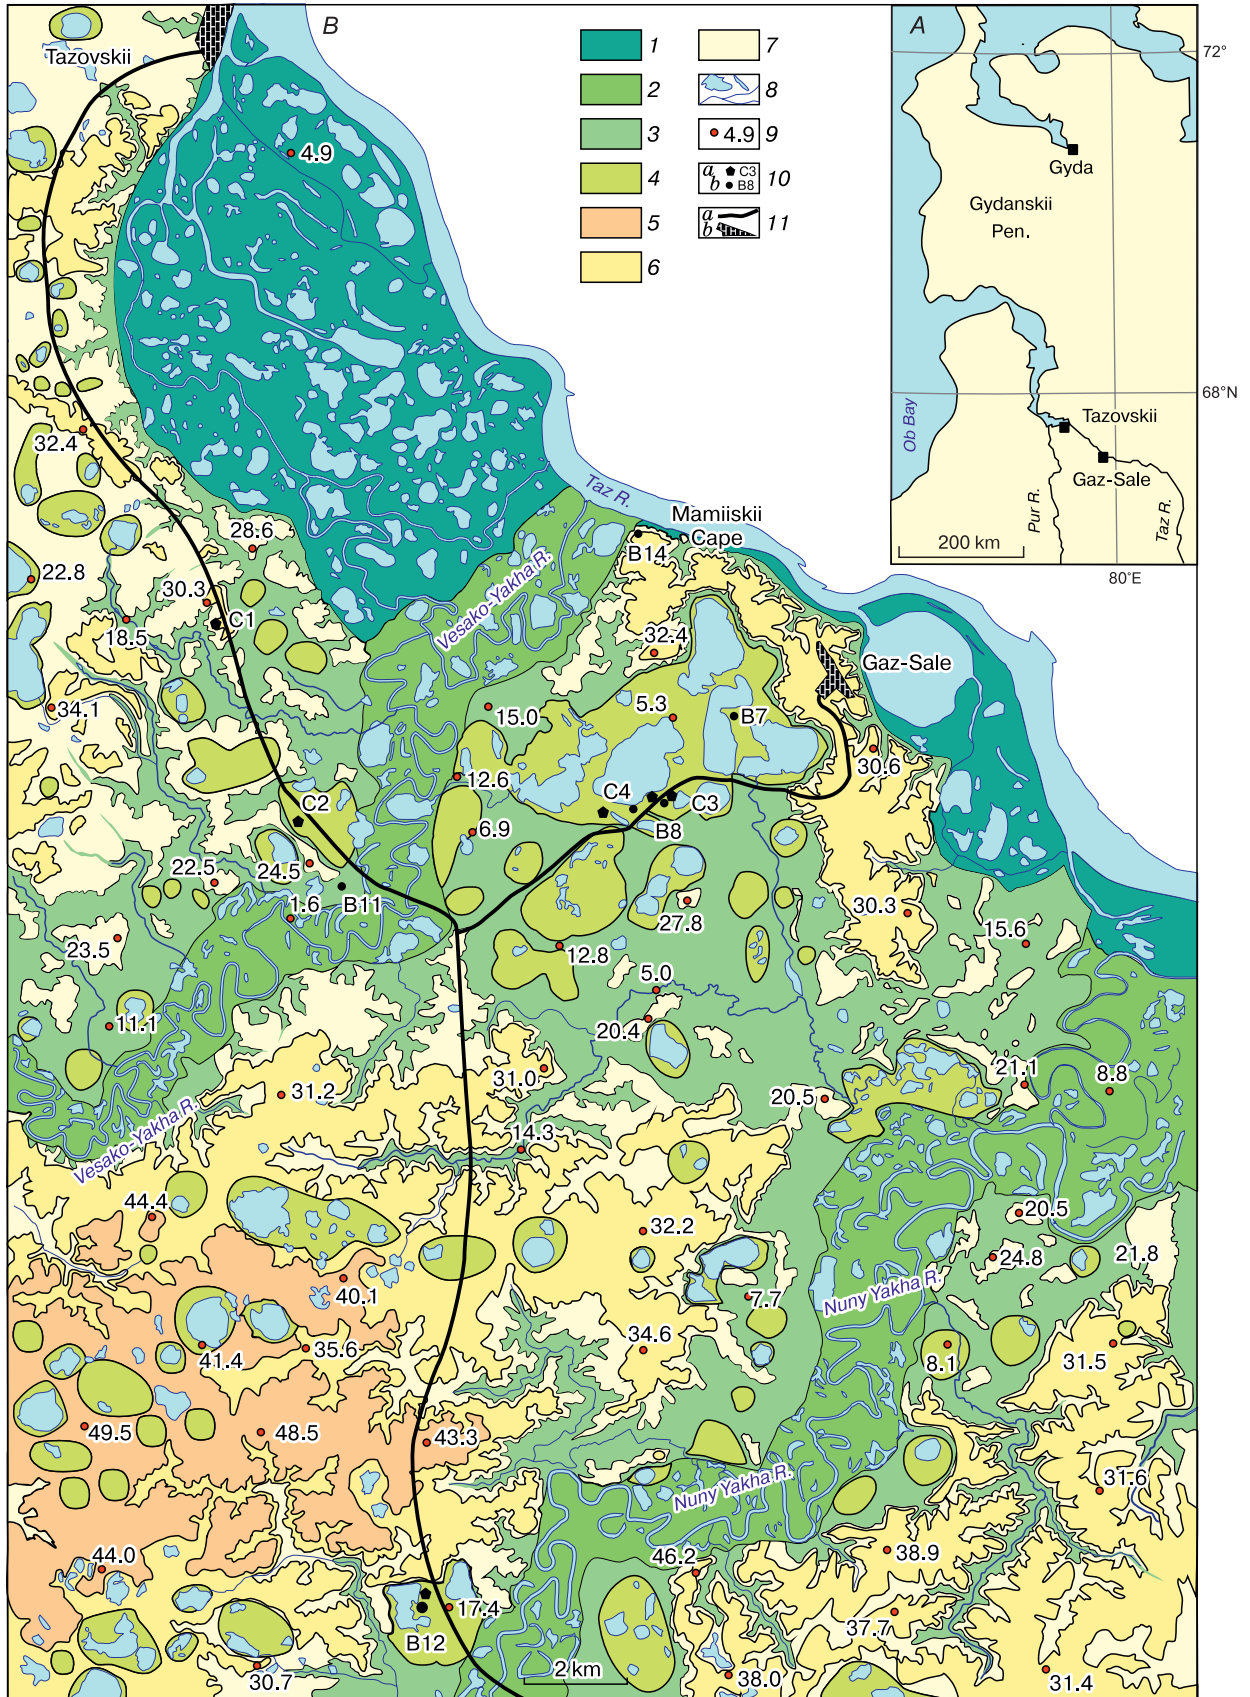 B
A
Tazovskii
1
2
3
4
5
6
7
8
4.9
9
a
b
C3
B8
10
a
b
11
72°
Gyda
Gydanskii
Pen.
68°N
Ob Bay
Tazovskii
Gaz-Sale
Pur R.
Taz R.
200 km
80°E
4.9
32.4
Taz R.
Mamiiskii
Cape
B14
28.6
22.8
30.3
C1
18.5
Vesako-Yakha R.
32.4
Gaz-Sale
34.1
15.0
5.3
B7
30.6
12.6
C2
C4
C3
B8
6.9
22.5
24.5
B11
1.6
27.8
30.3
15.6
23.5
12.8
5.0
11.1
20.4
31.2
31.0
20.5
21.1
8.8
Vesako-Yakha R.
14.3
44.4
32.2
20.5
24.8
21.8
40.1
7.7
Nuny Yakha R.
41.4
35.6
34.6
8.1
31.5
49.5
48.5
43.3
31.6
Nuny Yakha R.
44.0
46.2
38.9
17.4
B12
37.7
2 km
30.7
38.0
31.4